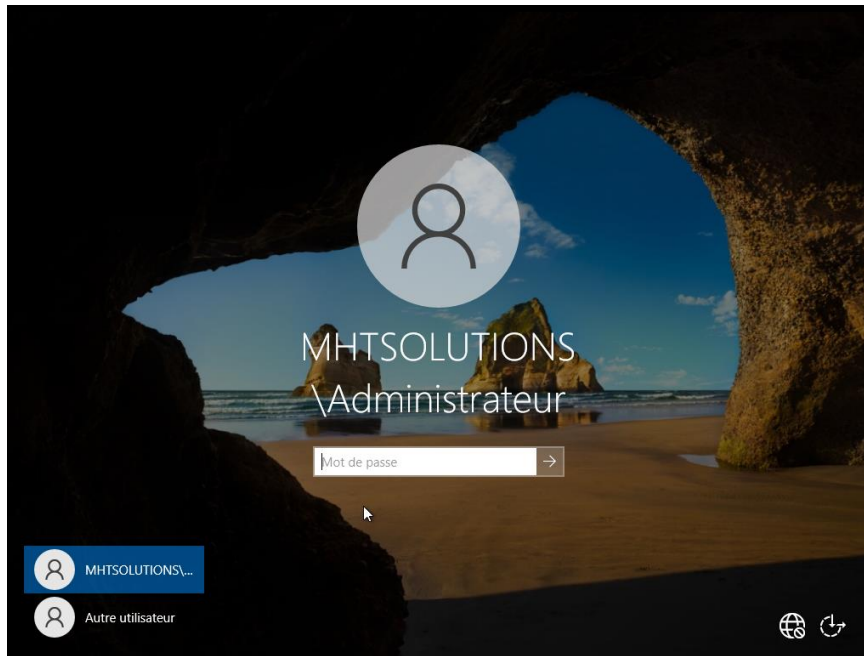 MHTSOLUTIONS
\Administrateur
Mot de passe
MHTSOLUTIONS\...
Autre utilisateur